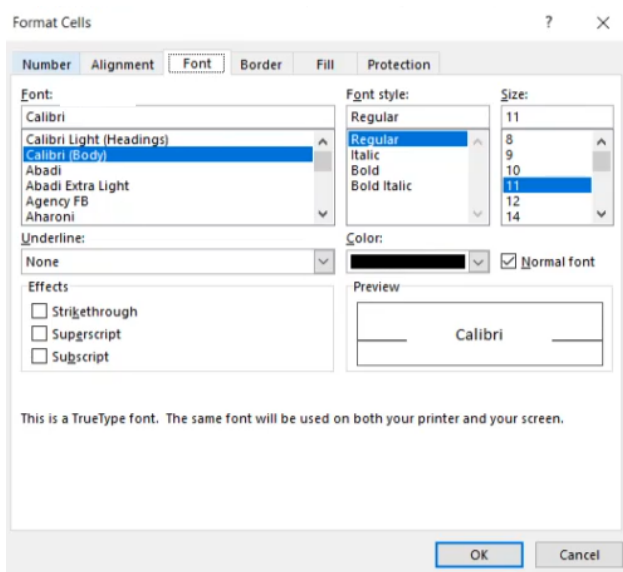 Format Cells ? ×
Number Alignment Font Border Fill Protection
Font: Font style: Size:
Calibri Regular 11
Calibri Light (Headings) Regular 8
Calibri (Body) Italic 9
Abadi Bold 10
Abadi Extra Light Bold Italic 11
Agency FB 12
Aharoni 14
Underline: Color:
None Normal font
Effects Preview
Strikethrough
Superscript Calibri
Subscript
This is a TrueType font. The same font will be used on both your printer and your screen.
OK Cancel